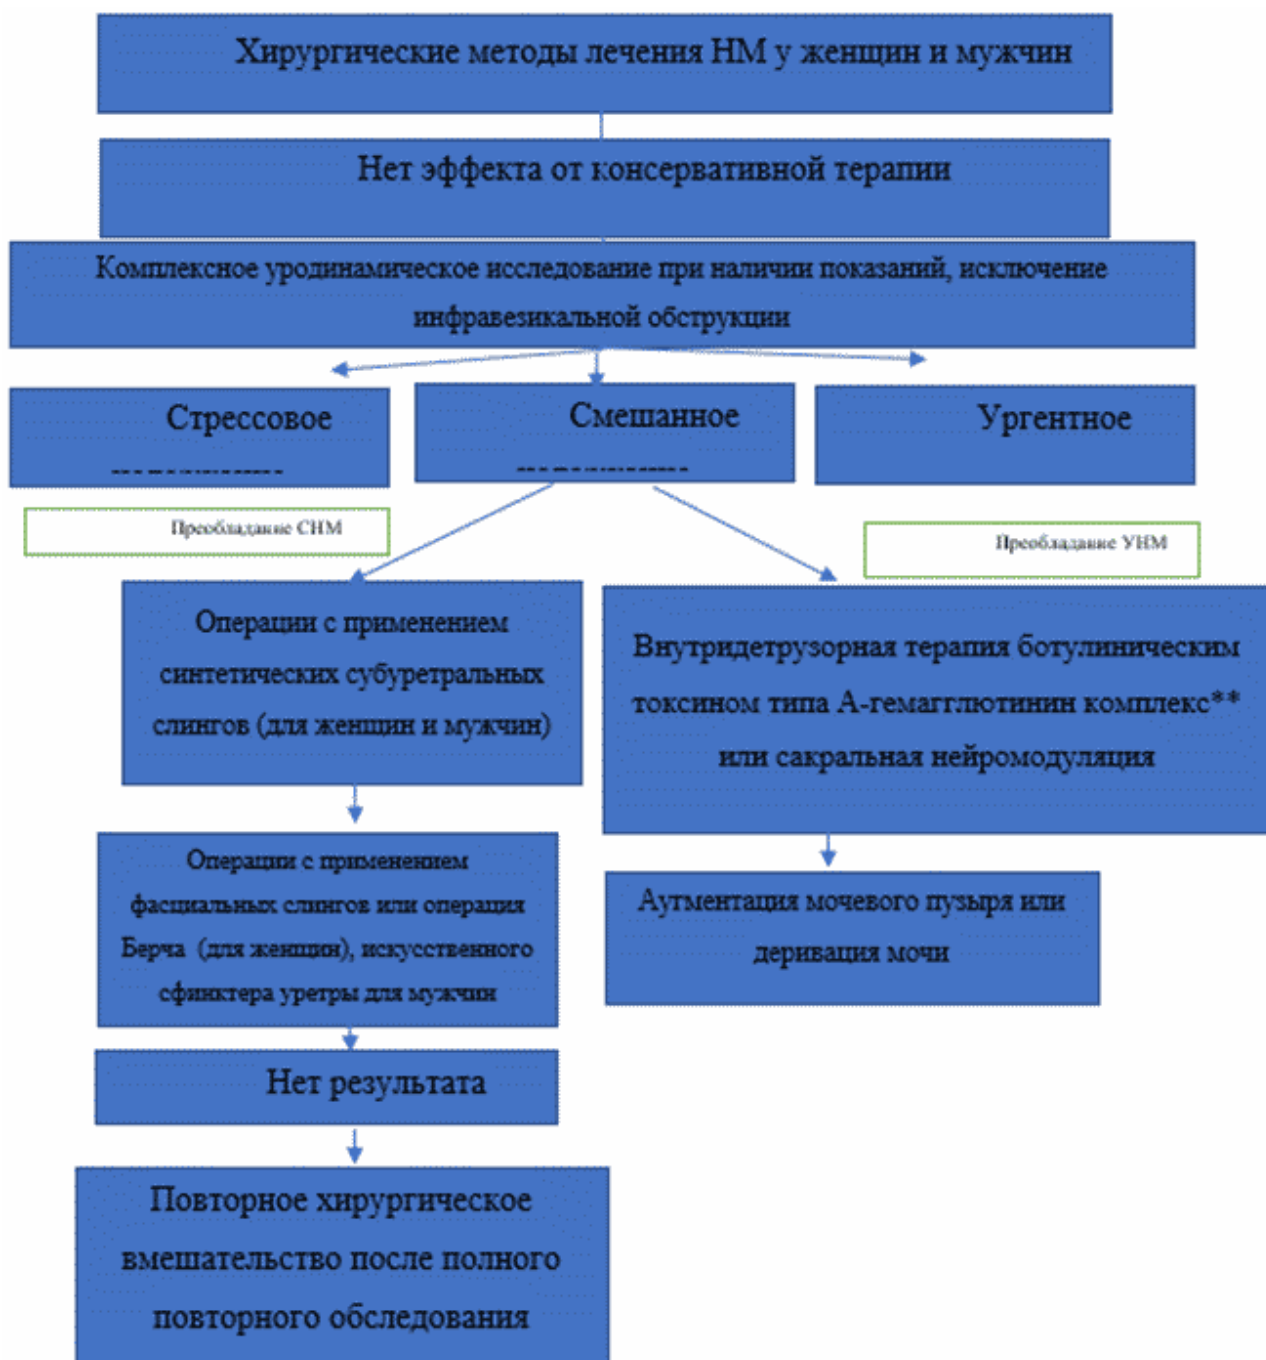 Хирургические методы лечения НМ у женщин и мужчин
Нет эффекта от консервативной терапии
Комплексное уродинамическое исследование при наличии показаний, исключение
инфравезикальной обструкции
Стрессовое
Смешанное
Ургентное
Преобладание СНМ
Преобладание УНМ
Операции с применением
синтетических субуретральных
слингов (для женщин и мужчин)
Внутридетрузорная терапия ботулиническим
токсином типа А-гемагглютинин комплекс**
или сакральная нейромодуляция
Операции с применением
фасциальных слингов или операция
Берча (для женщин), искусственного
сфинктера уретры для мужчин
Аугментация мочевого пузыря или
деривация мочи
Нет результата
Повторное хирургическое
вмешательство после полного
повторного обследования